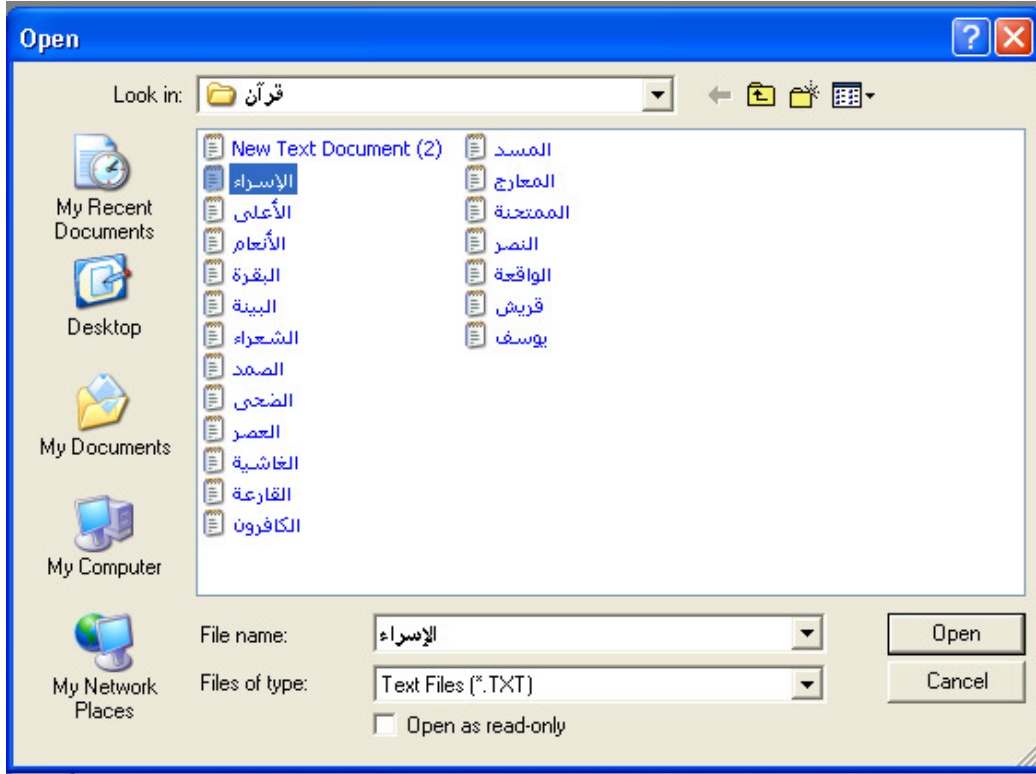 Open
Look in:
قرآن
My Recent
Documents
Desktop
My Documents
My Computer
My Network
Places
New Text Document (2)
الإسراء
الأعلى
الأنعام
البقرة
البينة
الشعراء
الصمد
الضحى
العصر
الغاشية
القارعة
الكافرون
المسد
المعارج
الممتحنة
النصر
الواقعة
قريش
يوسف
File name:
الإسراء
Open
Files of type:
Text Files (*.TXT)
Cancel
Open as read-only